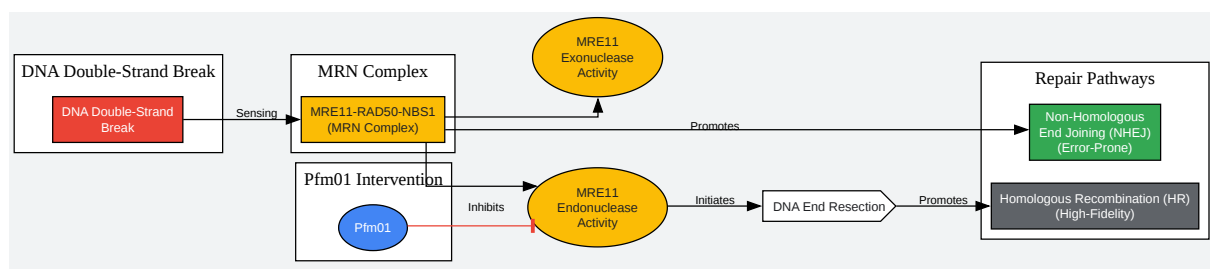 DNA Double-Strand Break
DNA Double-Strand
Break
Sensing
MRN Complex
MRE11-RAD50-NBS1
(MRN Complex)
MRE11
Exonuclease
Activity
Promotes
Repair Pathways
Non-Homologous
End Joining (NHEJ)
(Error-Prone)
Pfm01 Intervention
Pfm01
Inhibits
MRE11
Endonuclease
Activity
Initiates
DNA End Resection
Promotes
Homologous Recombination (HR)
(High-Fidelity)